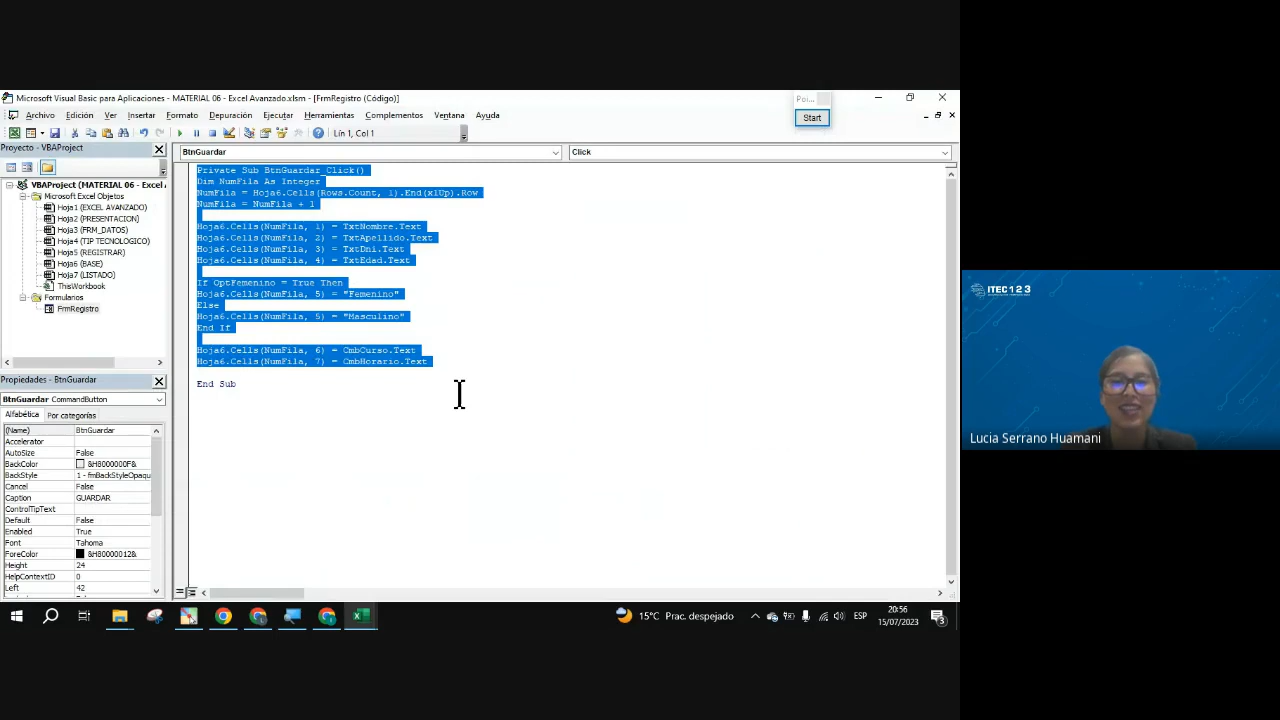 Microsoft Visual Basic para Aplicaciones - MATERIAL 06 - Excel Avanzado.xlsm - [FrmRegistro (Código)]
Poi...
Start
Archivo Edición Ver Insertar Formato Depuración Ejecutar Herramientas Complementos Ventana Ayuda
Lín 1, Col 1
Proyecto - VBAProject
BtnGuardar
Click
VBAProject (MATERIAL 06 - Excel A
Microsoft Excel Objetos
Hoja1 (EXCEL AVANZADO)
Hoja2 (PRESENTACION)
Hoja3 (FRM_DATOS)
Hoja4 (TIP TECNOLOGICO)
Hoja5 (REGISTRAR)
Hoja6 (BASE)
Hoja7 (LISTADO)
ThisWorkbook
Formularios
FrmRegistro
Private Sub BtnGuardar_Click()
Dim NumFila As Integer
NumFila = Hoja6.Cells(Rows.Count, 1).End(xlUp).Row
NumFila = NumFila + 1
Hoja6.Cells(NumFila, 1) = TxtNombre.Text
Hoja6.Cells(NumFila, 2) = TxtApellido.Text
Hoja6.Cells(NumFila, 3) = TxtDni.Text
Hoja6.Cells(NumFila, 4) = TxtEdad.Text
If OptFemenino = True Then
Hoja6.Cells(NumFila, 5) = "Femenino"
Else
Hoja6.Cells(NumFila, 5) = "Masculino"
End If
Hoja6.Cells(NumFila, 6) = CmbCurso.Text
Hoja6.Cells(NumFila, 7) = CmbHorario.Text
End Sub
Propiedades - BtnGuardar
BtnGuardar CommandButton
Alfabética Por categorías
(Name) BtnGuardar
Accelerator
AutoSize False
BackColor &H8000000F&
BackStyle 1 - fmBackStyleOpaqu
Cancel False
Caption GUARDAR
ControlTipText
Default False
Enabled True
Font Tahoma
ForeColor &H80000012&
Height 24
HelpContextID 0
Left 42
ITEC 1 2 3
Lucia Serrano Huamani
15°C Prac. despejado
ESP
20:56
15/07/2023
3